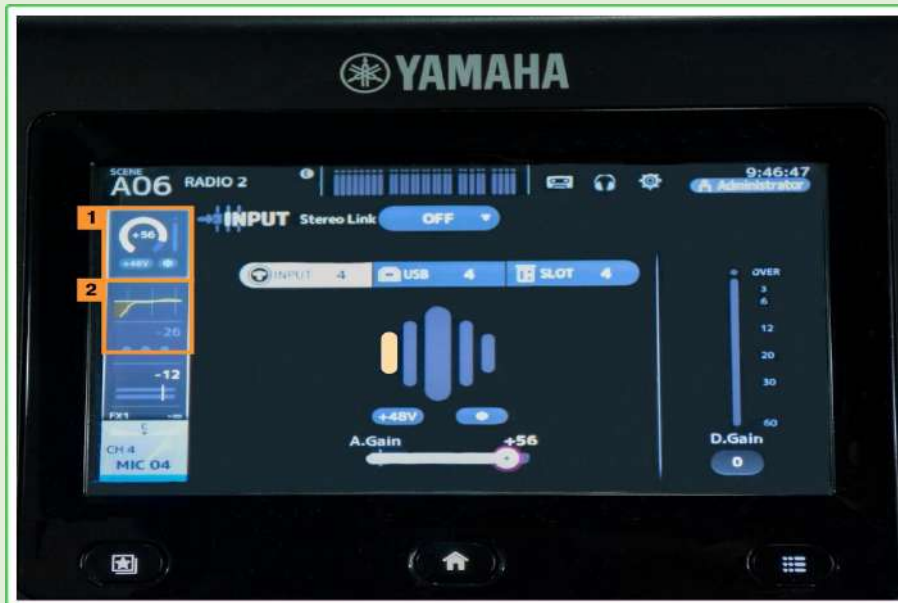 YAMAHA
SCENE
A06 RADIO 2
9:46:47
Administrator
1
+56
+48V
INPUT Stereo Link OFF
INPUT 4 USB 4 SLOT 4
2
-26
-12
FX1 -∞
C
CH 4
MIC 04
+48V
A.Gain +56
OVER
3
6
12
20
30
60
D.Gain
0